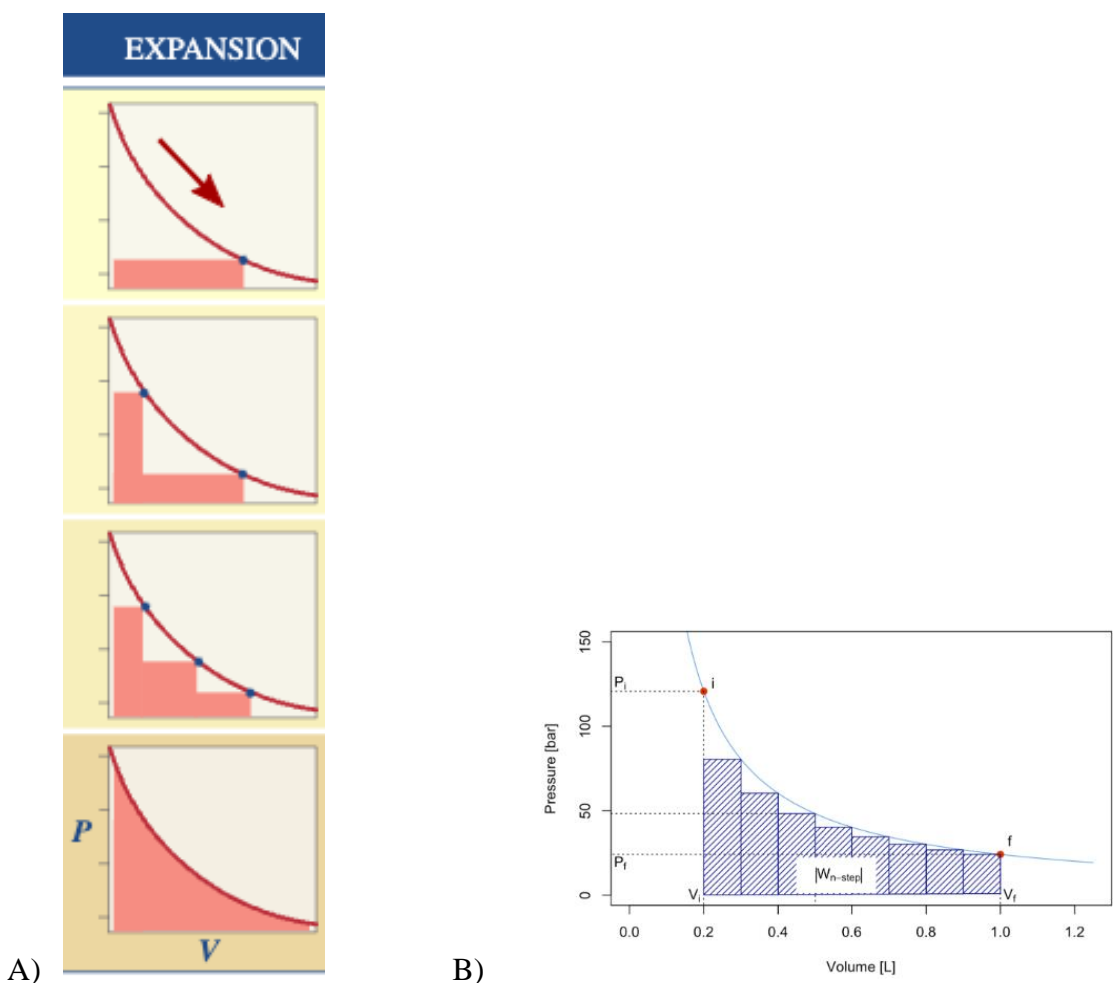 EXPANSION
P
V
A)
B)
Pressure [bar]
150
100
50
0
Pi
i
Pf
f
|Wn−step|
Vi
Vf
0.0 0.2 0.4 0.6 0.8 1.0 1.2
Volume [L]